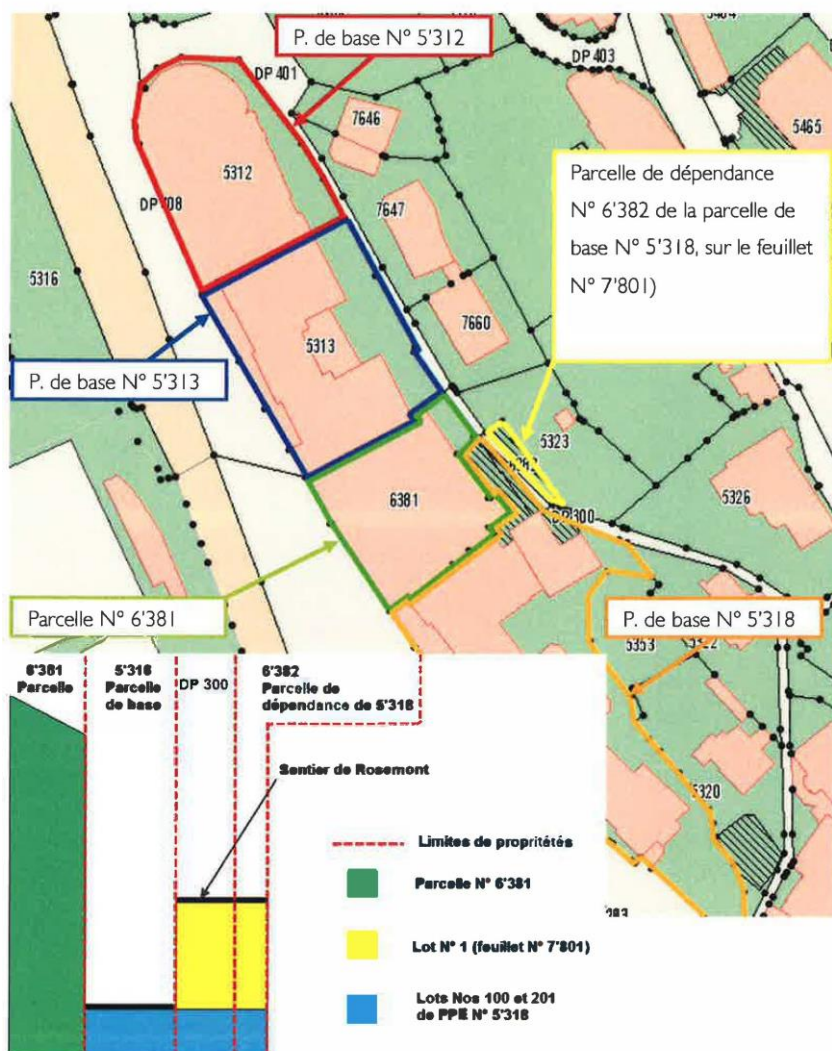 P. de base N° 5'312
DP 401
DP 403
7646
5465
5312
DP 708
7647
Parcelle de dépendance
N° 6'382 de la parcelle de
base N° 5'318, sur le feuillet
N° 7'801)
5316
7660
P. de base N° 5'313
5313
5323
6381
5326
DP 300
Parcelle N° 6'381
P. de base N° 5'318
5353
6'381
Parcelle
5'316
Parcelle
de base
DP 300
6'382
Parcelle de
dépendance de 5'318
Sentier de Rosemont
5320
Limites de propritétés
Parcelle N° 6'381
Lot N° 1 (feuillet N° 7'801)
Lots Nos 100 et 201
de PPE N° 5'318